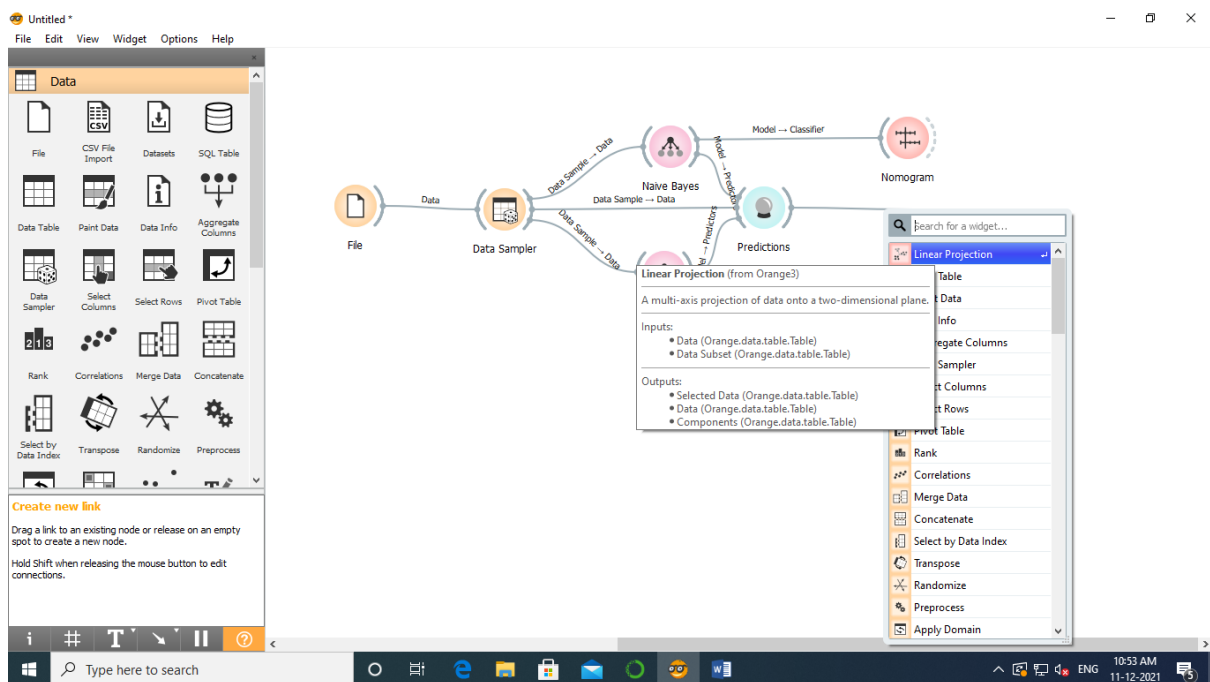 Untitled *
File Edit View Widget Options Help
Data
File
CSV File Import
Datasets
SQL Table
Data Table
Paint Data
Data Info
Aggregate Columns
Data Sampler
Select Columns
Select Rows
Pivot Table
Rank
Correlations
Merge Data
Concatenate
Select by Data Index
Transpose
Randomize
Preprocess
Create new link
Drag a link to an existing node or release on an empty
spot to create a new node.
Hold Shift when releasing the mouse button to edit
connections.
File
Data
Data Sampler
Data Sample → Data
Data Sample → Data
Data Sample → Data
Naive Bayes
Model → Classifier
Model → Predictor
Predictors
Nomogram
Predictions
Linear Projection (from Orange3)
A multi-axis projection of data onto a two-dimensional plane.
Inputs:
• Data (Orange.data.table.Table)
• Data Subset (Orange.data.table.Table)
Outputs:
• Selected Data (Orange.data.table.Table)
• Data (Orange.data.table.Table)
• Components (Orange.data.table.Table)
Search for a widget...
Linear Projection
Table
Data
Info
Columns
Sampler
Columns
Rows
Pivot Table
Rank
Correlations
Merge Data
Concatenate
Select by Data Index
Transpose
Randomize
Preprocess
Apply Domain
Type here to search
ENG
10:53 AM
11-12-2021
5